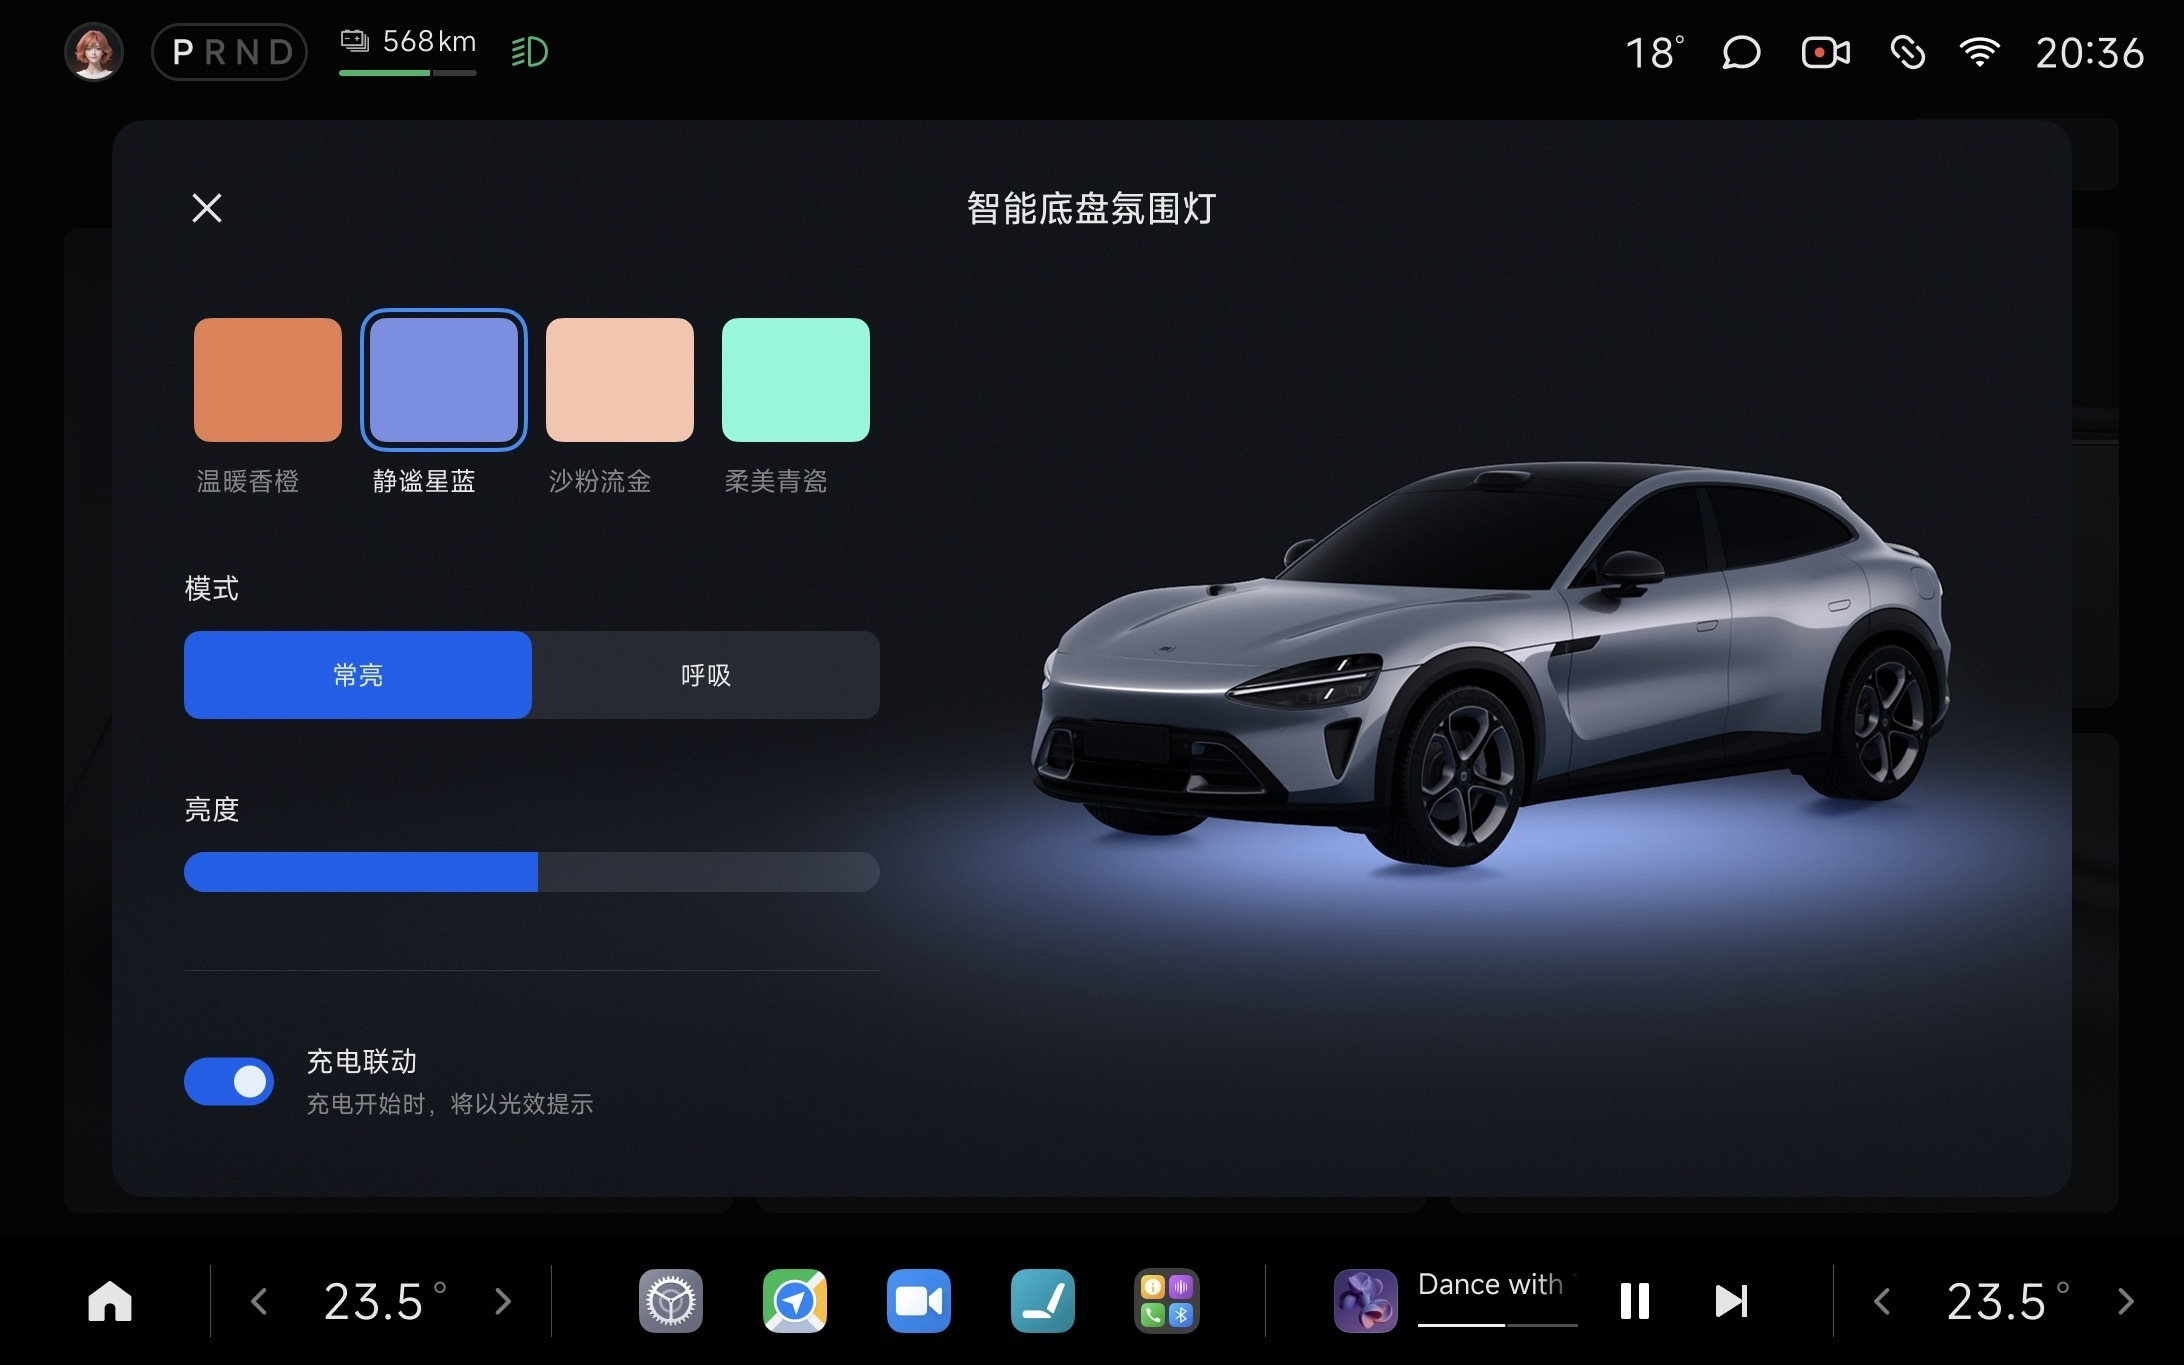 PRND
568km
18°
20:36
智能底盘氛围灯
温暖香橙
静谧星蓝
沙粉流金
柔美青瓷
模式
常亮
呼吸
亮度
充电联动
充电开始时，将以光效提示
23.5°
Dance with
23.5°